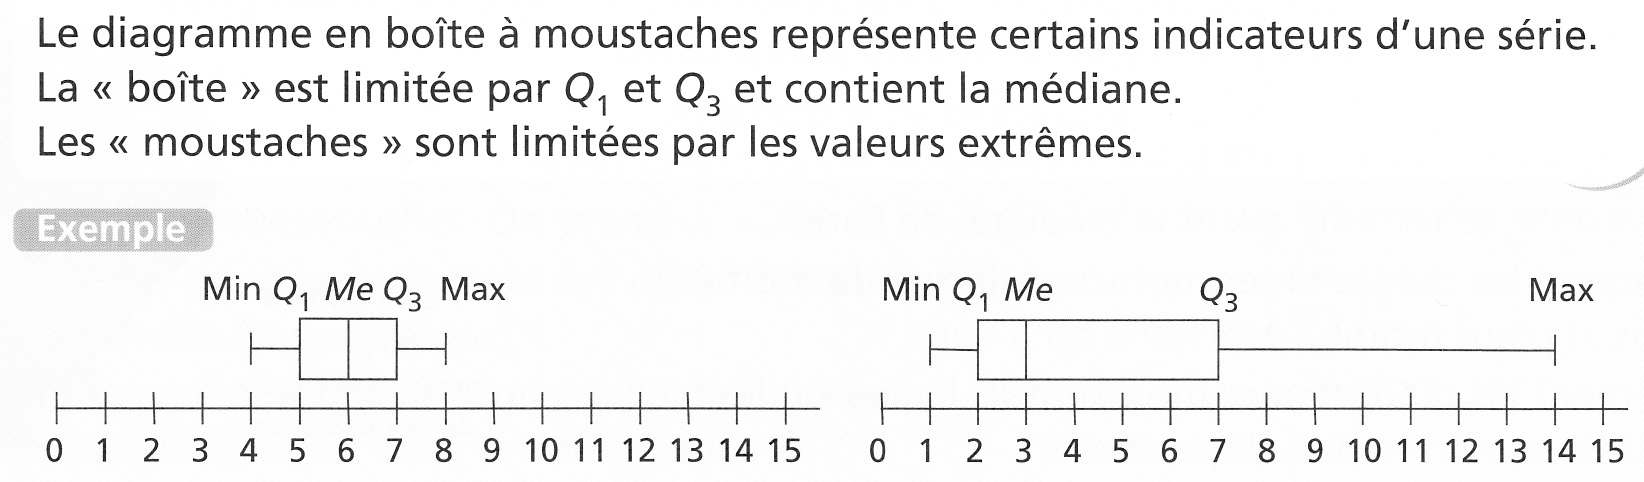 Le diagramme en boîte à moustaches représente certains indicateurs d'une série.
La « boîte » est limitée par Q₁ et Q₃ et contient la médiane.
Les « moustaches » sont limitées par les valeurs extrêmes.
Exemple
Min Q₁ Me Q₃ Max
0 1 2 3 4 5 6 7 8 9 10 11 12 13 14 15
Min Q₁ Me Q₃ Max
0 1 2 3 4 5 6 7 8 9 10 11 12 13 14 15